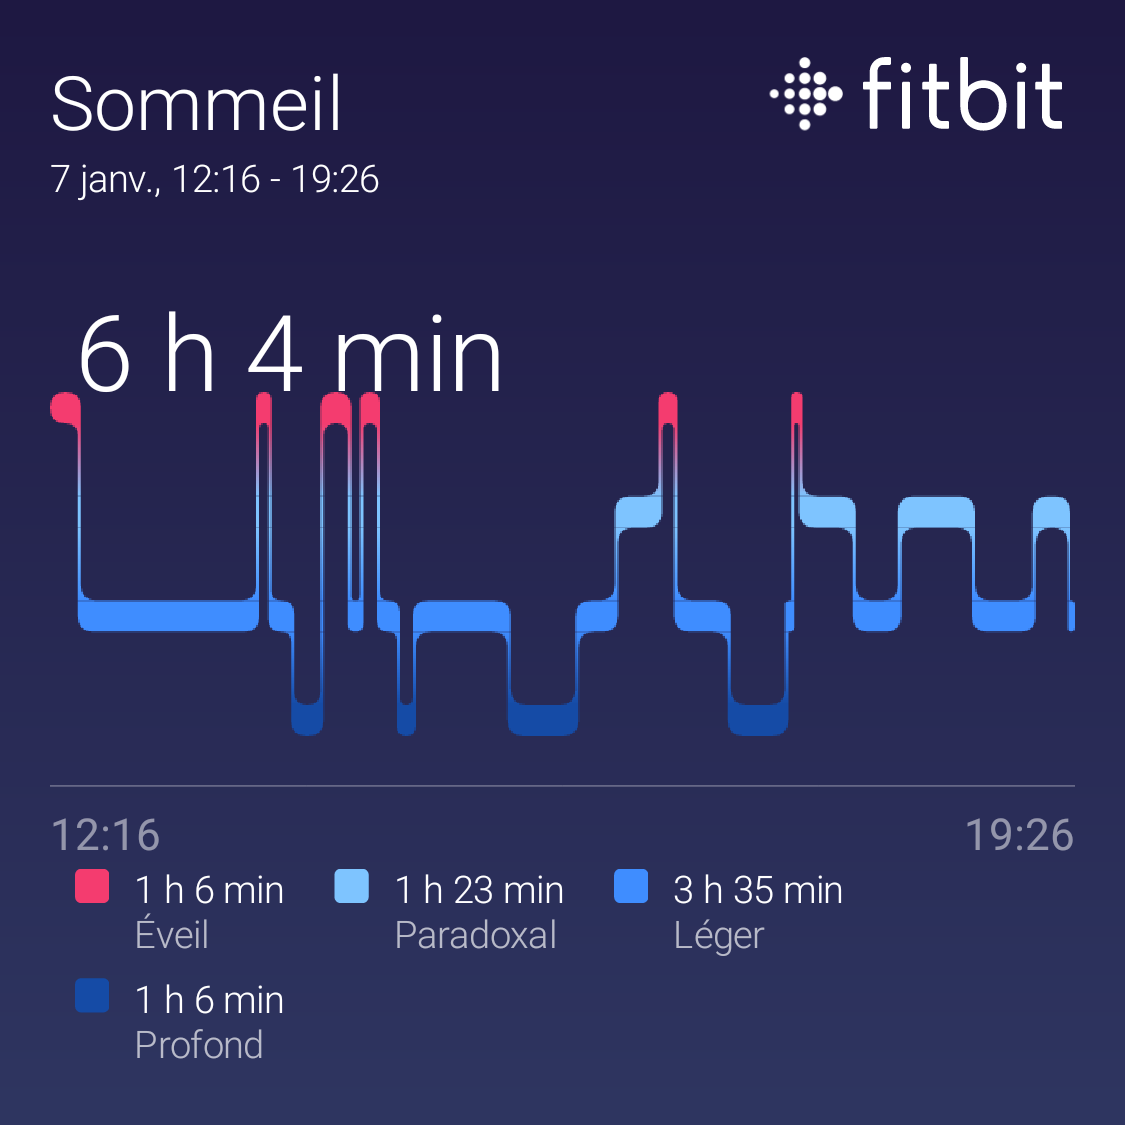 Sommeil
fitbit
7 janv., 12:16 - 19:26
6 h 4 min
12:16
19:26
1 h 6 min
Éveil
1 h 23 min
Paradoxal
3 h 35 min
Léger
1 h 6 min
Profond